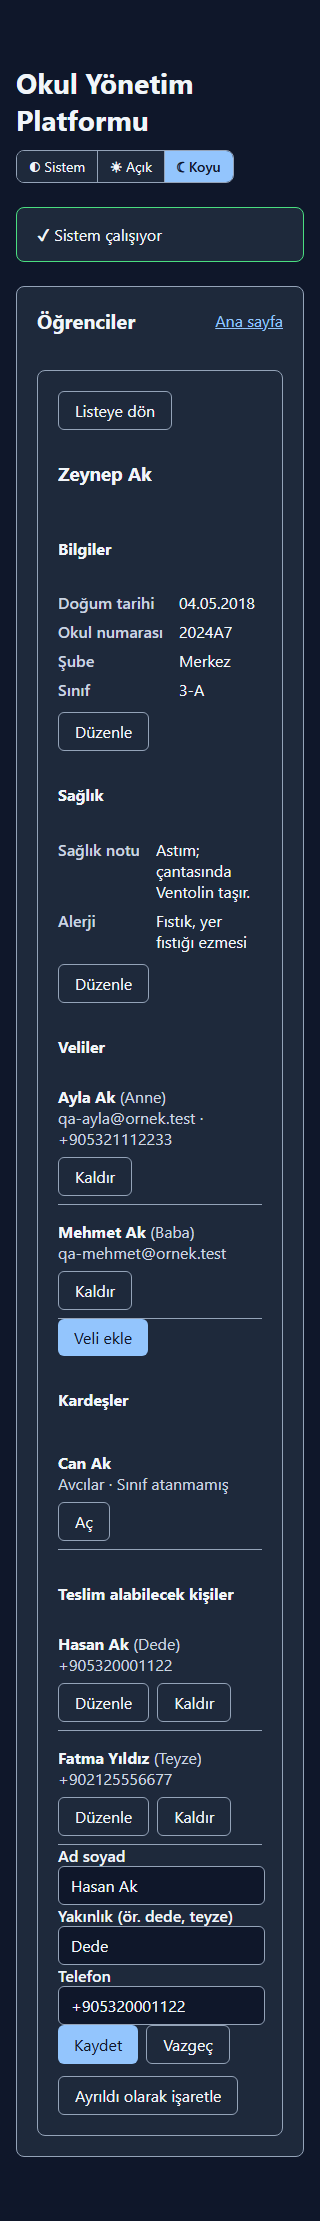 Okul Yönetim
Platformu
◐ Sistem ☀ Açık ☾ Koyu
✓ Sistem çalışıyor
Öğrenciler Ana sayfa
Listeye dön
Zeynep Ak
Bilgiler
Doğum tarihi 04.05.2018
Okul numarası 2024A7
Şube Merkez
Sınıf 3-A
Düzenle
Sağlık
Sağlık notu Astım;
çantasında
Ventolin taşır.
Alerji Fıstık, yer
fıstığı ezmesi
Düzenle
Veliler
Ayla Ak (Anne)
qa-ayla@ornek.test ·
+905321112233
Kaldır
Mehmet Ak (Baba)
qa-mehmet@ornek.test
Kaldır
Veli ekle
Kardeşler
Can Ak
Avcılar · Sınıf atanmamış
Aç
Teslim alabilecek kişiler
Hasan Ak (Dede)
+905320001122
Düzenle Kaldır
Fatma Yıldız (Teyze)
+902125556677
Düzenle Kaldır
Ad soyad
Hasan Ak
Yakınlık (ör. dede, teyze)
Dede
Telefon
+905320001122
Kaydet Vazgeç
Ayrıldı olarak işaretle